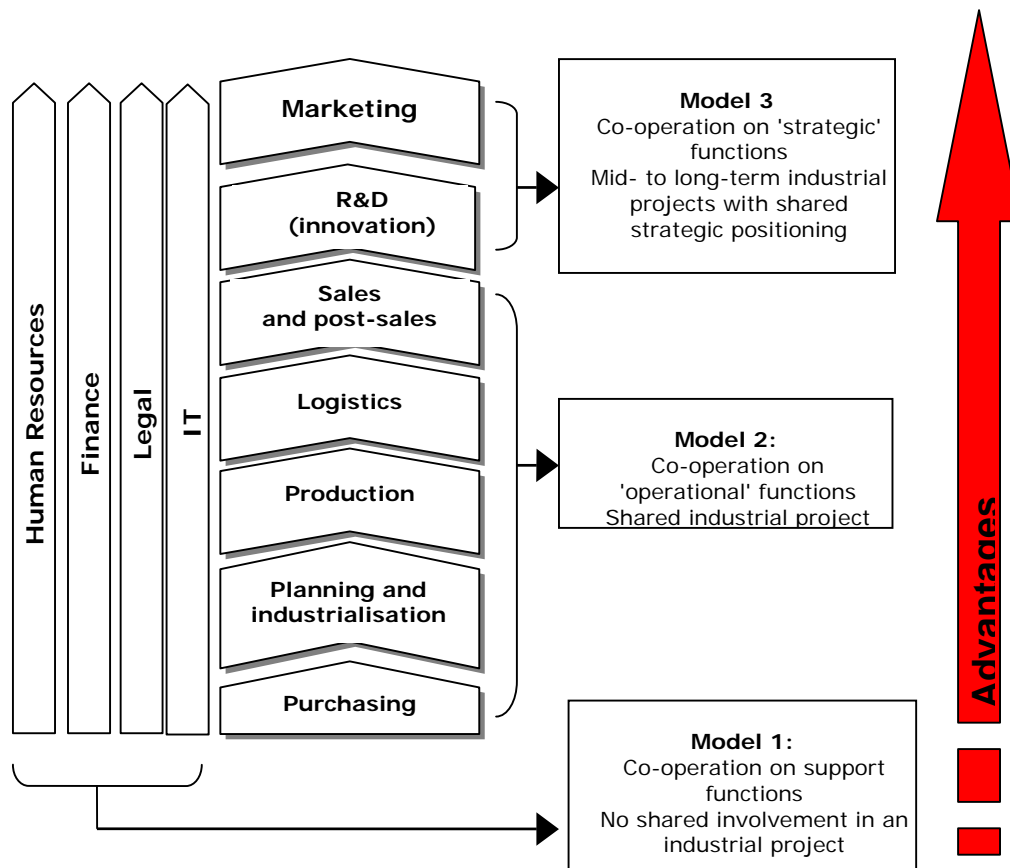 Human Resources
Finance
Legal
IT
Marketing
R&D
(innovation)
Sales
and post-sales
Logistics
Production
Planning and
industrialisation
Purchasing
Model 3
Co-operation on 'strategic'
functions
Mid- to long-term industrial
projects with shared
strategic positioning
Model 2:
Co-operation on
'operational' functions
Shared industrial project
Model 1:
Co-operation on support
functions
No shared involvement in an
industrial project
Advantages